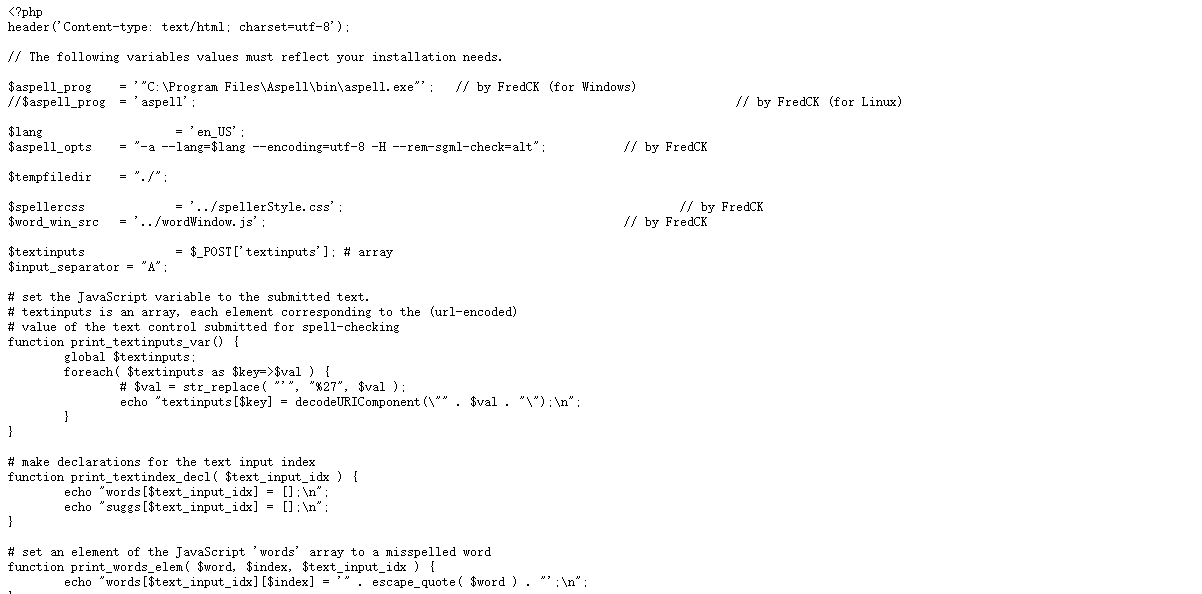 <?php
header('Content-type: text/html; charset=utf-8');
// The following variables values must reflect your installation needs.
$aspell_prog    = '"C:\Program Files\Aspell\bin\aspell.exe"';   // by FredCK (for Windows)
//$aspell_prog  = 'aspell';                                     // by FredCK (for Linux)
$lang           = 'en_US';
$aspell_opts    = "-a --lang=$lang --encoding=utf-8 -H --rem-sgml-check=alt";           // by FredCK
$tempfiledir    = "./";
$spellercss             = '../spellerStyle.css';                                                // by FredCK
$word_win_src   = '../wordWindow.js';                                                   // by FredCK
$textinputs             = $_POST['textinputs']; # array
$input_separator = "A";
# set the JavaScript variable to the submitted text.
# textinputs is an array, each element corresponding to the (url-encoded)
# value of the text control submitted for spell-checking
function print_textinputs_var() {
        global $textinputs;
        foreach( $textinputs as $key=>$val ) {
                # $val = str_replace( "'", "%27", $val );
                echo "textinputs[$key] = decodeURIComponent(\"" . $val . "\");\n";
        }
}
# make declarations for the text input index
function print_textindex_decl( $text_input_idx ) {
        echo "words[$text_input_idx] = [];\n";
        echo "suggs[$text_input_idx] = [];\n";
}
# set an element of the JavaScript 'words' array to a misspelled word
function print_words_elem( $word, $index, $text_input_idx ) {
        echo "words[$text_input_idx][$index] = '" . escape_quote( $word ) . "';\n";